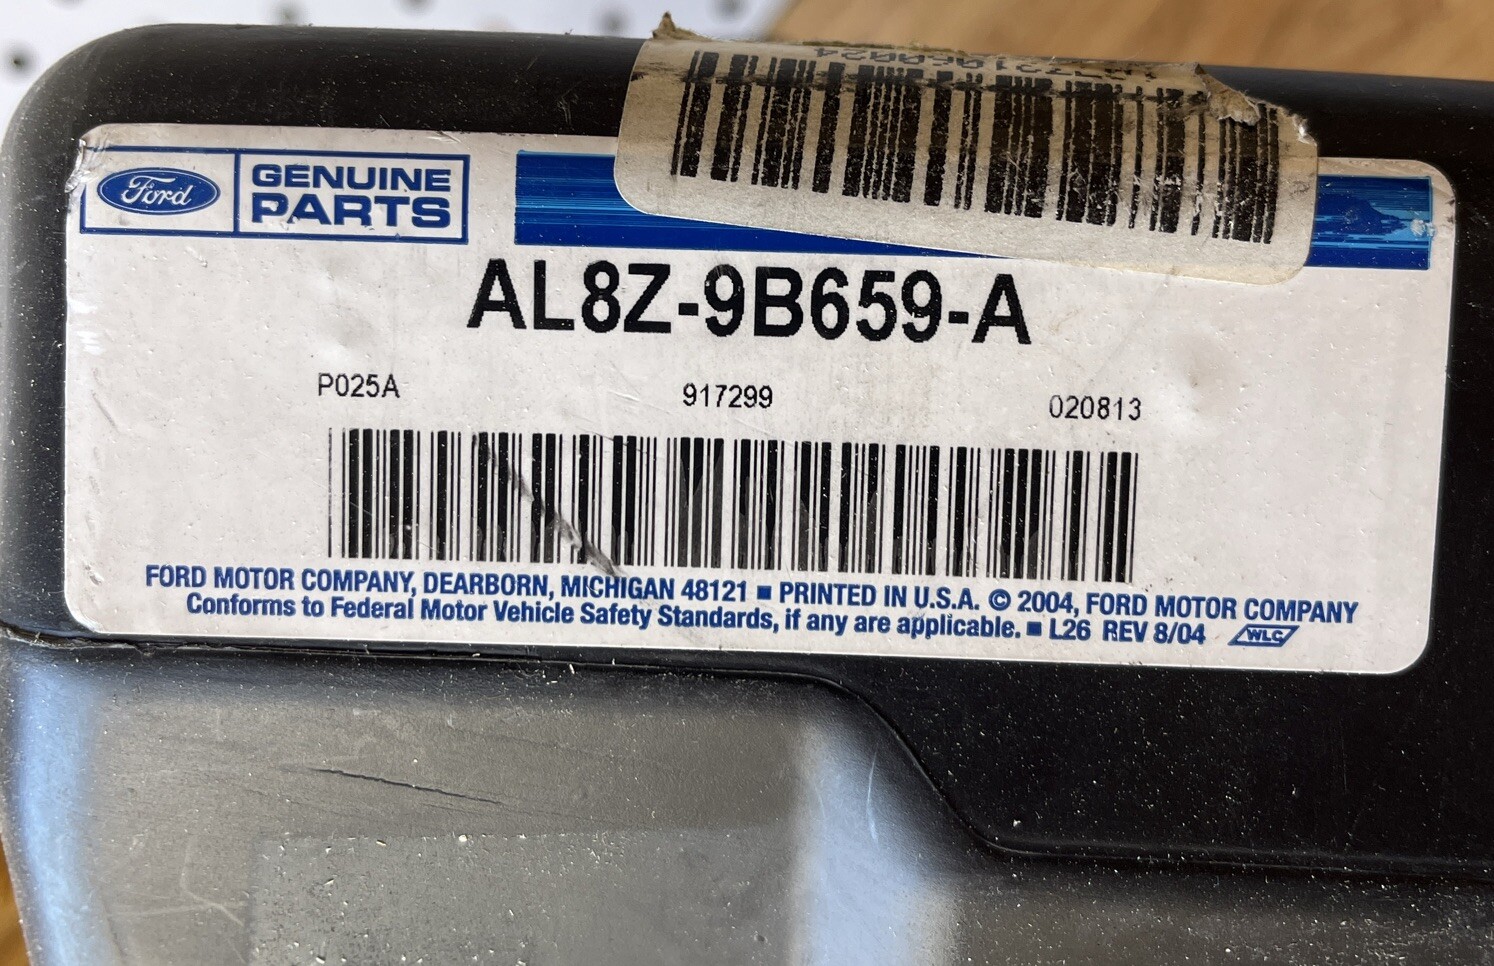 Ford
GENUINE
PARTS
AL8Z-9B659-A
P025A 917299 020813
FORD MOTOR COMPANY, DEARBORN, MICHIGAN 48121 ■ PRINTED IN U.S.A. © 2004, FORD MOTOR COMPANY
Conforms to Federal Motor Vehicle Safety Standards, if any are applicable. ■ L26 REV 8/04 WLC